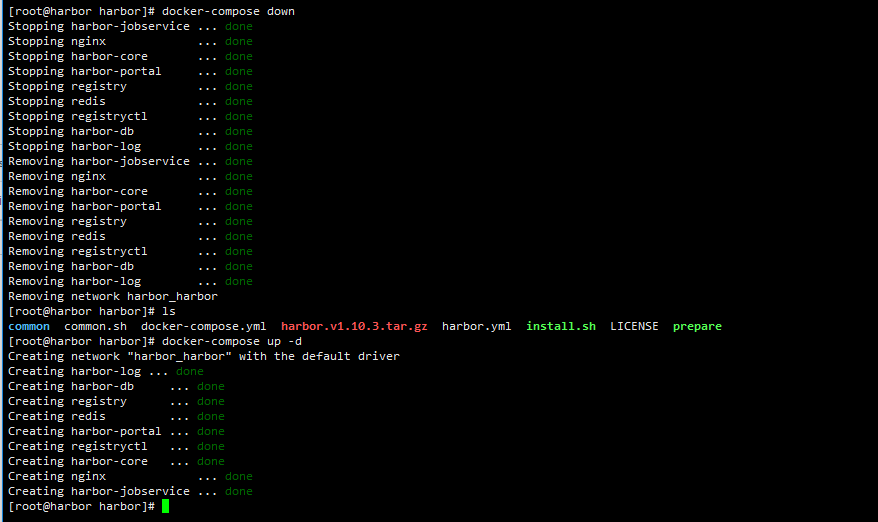 [root@harbor harbor]# docker-compose down
Stopping harbor-jobservice ... done
Stopping nginx             ... done
Stopping harbor-core       ... done
Stopping harbor-portal     ... done
Stopping registry          ... done
Stopping redis             ... done
Stopping registryctl       ... done
Stopping harbor-db         ... done
Stopping harbor-log        ... done
Removing harbor-jobservice ... done
Removing nginx             ... done
Removing harbor-core       ... done
Removing harbor-portal     ... done
Removing registry          ... done
Removing redis             ... done
Removing registryctl       ... done
Removing harbor-db         ... done
Removing harbor-log        ... done
Removing network harbor_harbor
[root@harbor harbor]# ls
common  common.sh  docker-compose.yml  harbor.v1.10.3.tar.gz  harbor.yml  install.sh  LICENSE  prepare
[root@harbor harbor]# docker-compose up -d
Creating network "harbor_harbor" with the default driver
Creating harbor-log ... done
Creating harbor-db     ... done
Creating registry      ... done
Creating redis         ... done
Creating harbor-portal ... done
Creating registryctl   ... done
Creating harbor-core   ... done
Creating nginx             ... done
Creating harbor-jobservice ... done
[root@harbor harbor]#